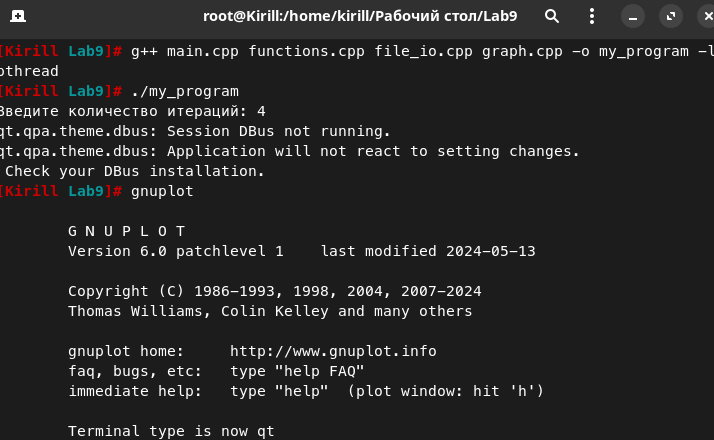 root@Kirill:/home/kirill/Рабочий стол/Lab9
[Kirill Lab9]# g++ main.cpp functions.cpp file_io.cpp graph.cpp -o my_program -l
pthread
[Kirill Lab9]# ./my_program
Введите количество итераций: 4
qt.qpa.theme.dbus: Session DBus not running.
qt.qpa.theme.dbus: Application will not react to setting changes.
Check your DBus installation.
[Kirill Lab9]# gnuplot
G N U P L O T
Version 6.0 patchlevel 1    last modified 2024-05-13
Copyright (C) 1986-1993, 1998, 2004, 2007-2024
Thomas Williams, Colin Kelley and many others
gnuplot home:     http://www.gnuplot.info
faq, bugs, etc:   type "help FAQ"
immediate help:   type "help"  (plot window: hit 'h')
Terminal type is now qt